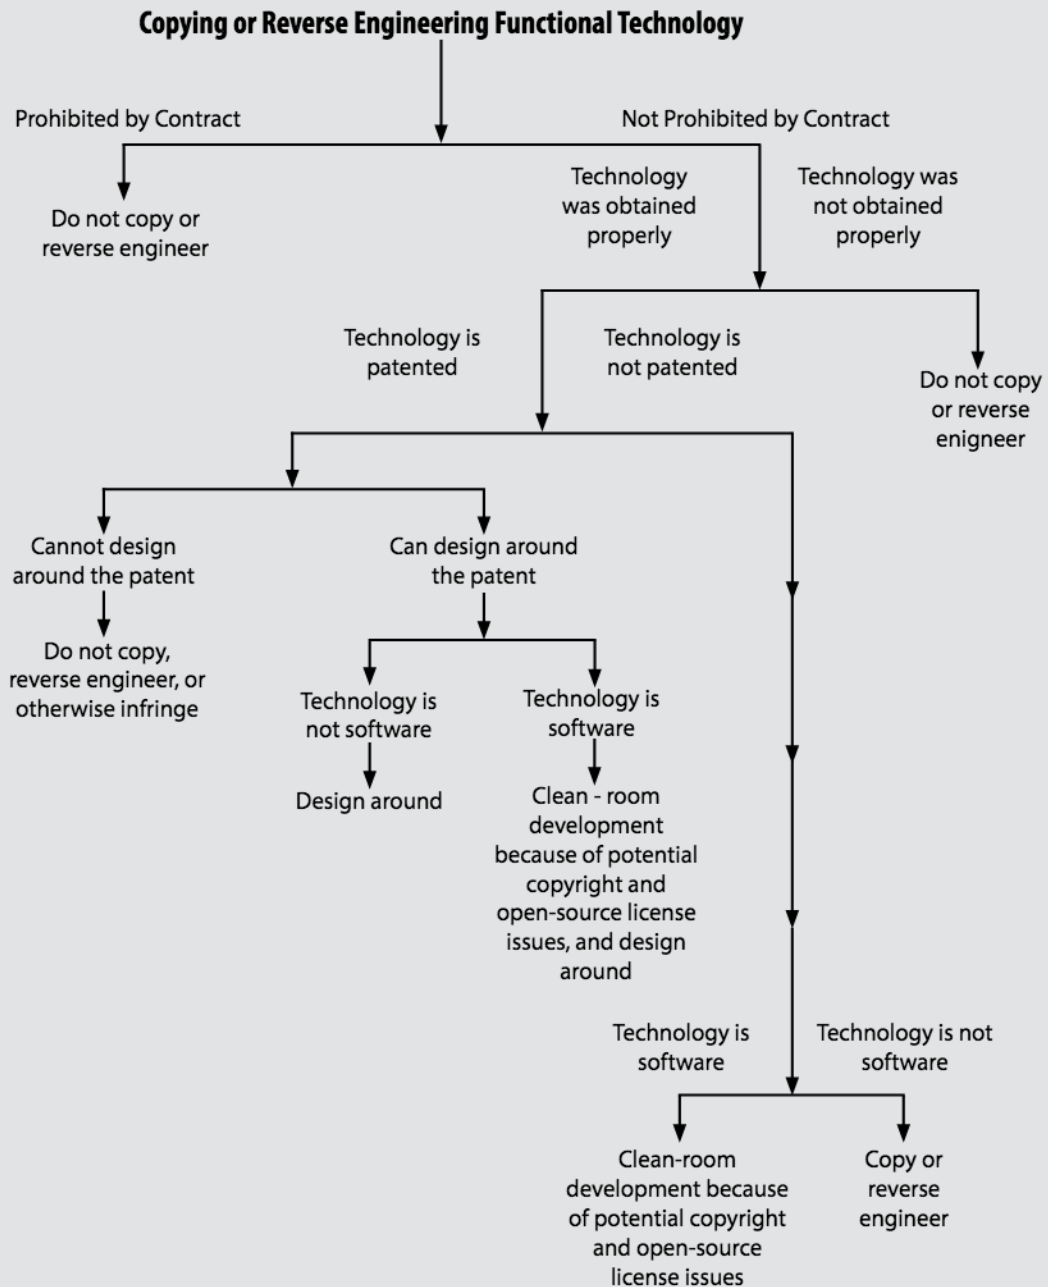 Copying or Reverse Engineering Functional Technology
Prohibited by Contract
Not Prohibited by Contract
Do not copy or
reverse engineer
Technology
was obtained
properly
Technology was
not obtained
properly
Technology is
patented
Technology is
not patented
Do not copy
or reverse
enigneer
Cannot design
around the patent
Can design around
the patent
Do not copy,
reverse engineer, or
otherwise infringe
Technology is
not software
Technology is
software
Design around
Clean - room
development
because of potential
copyright and
open-source license
issues, and design
around
Technology is
software
Technology is not
software
Clean-room
development because
of potential copyright
and open-source
license issues
Copy or
reverse
engineer